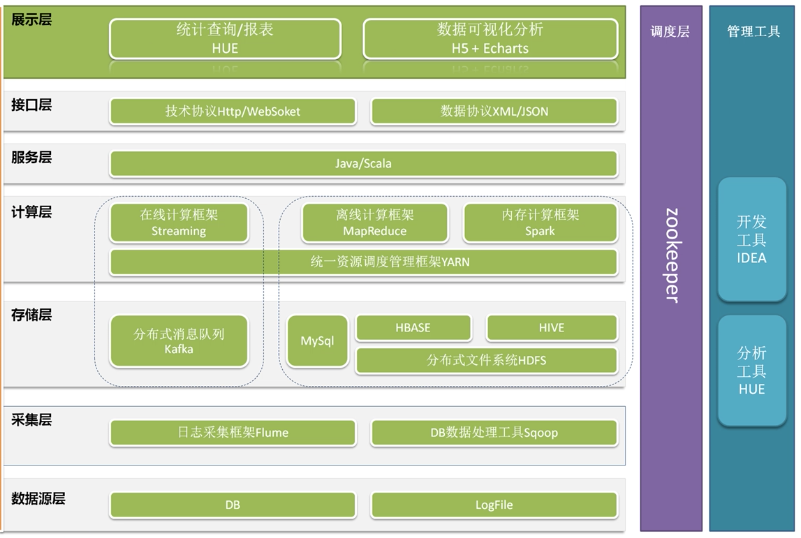 展示层
统计查询/报表
HUE
数据可视化分析
H5 + Echarts
接口层
技术协议Http/WebSoket
数据协议XML/JSON
服务层
Java/Scala
计算层
在线计算框架
Streaming
离线计算框架
MapReduce
内存计算框架
Spark
统一资源调度管理框架YARN
存储层
分布式消息队列
Kafka
MySql
HBASE
HIVE
分布式文件系统HDFS
采集层
日志采集框架Flume
DB数据处理工具Sqoop
数据源层
DB
LogFile
调度层
zookeeper
管理工具
开发
工具
IDEA
分析
工具
HUE